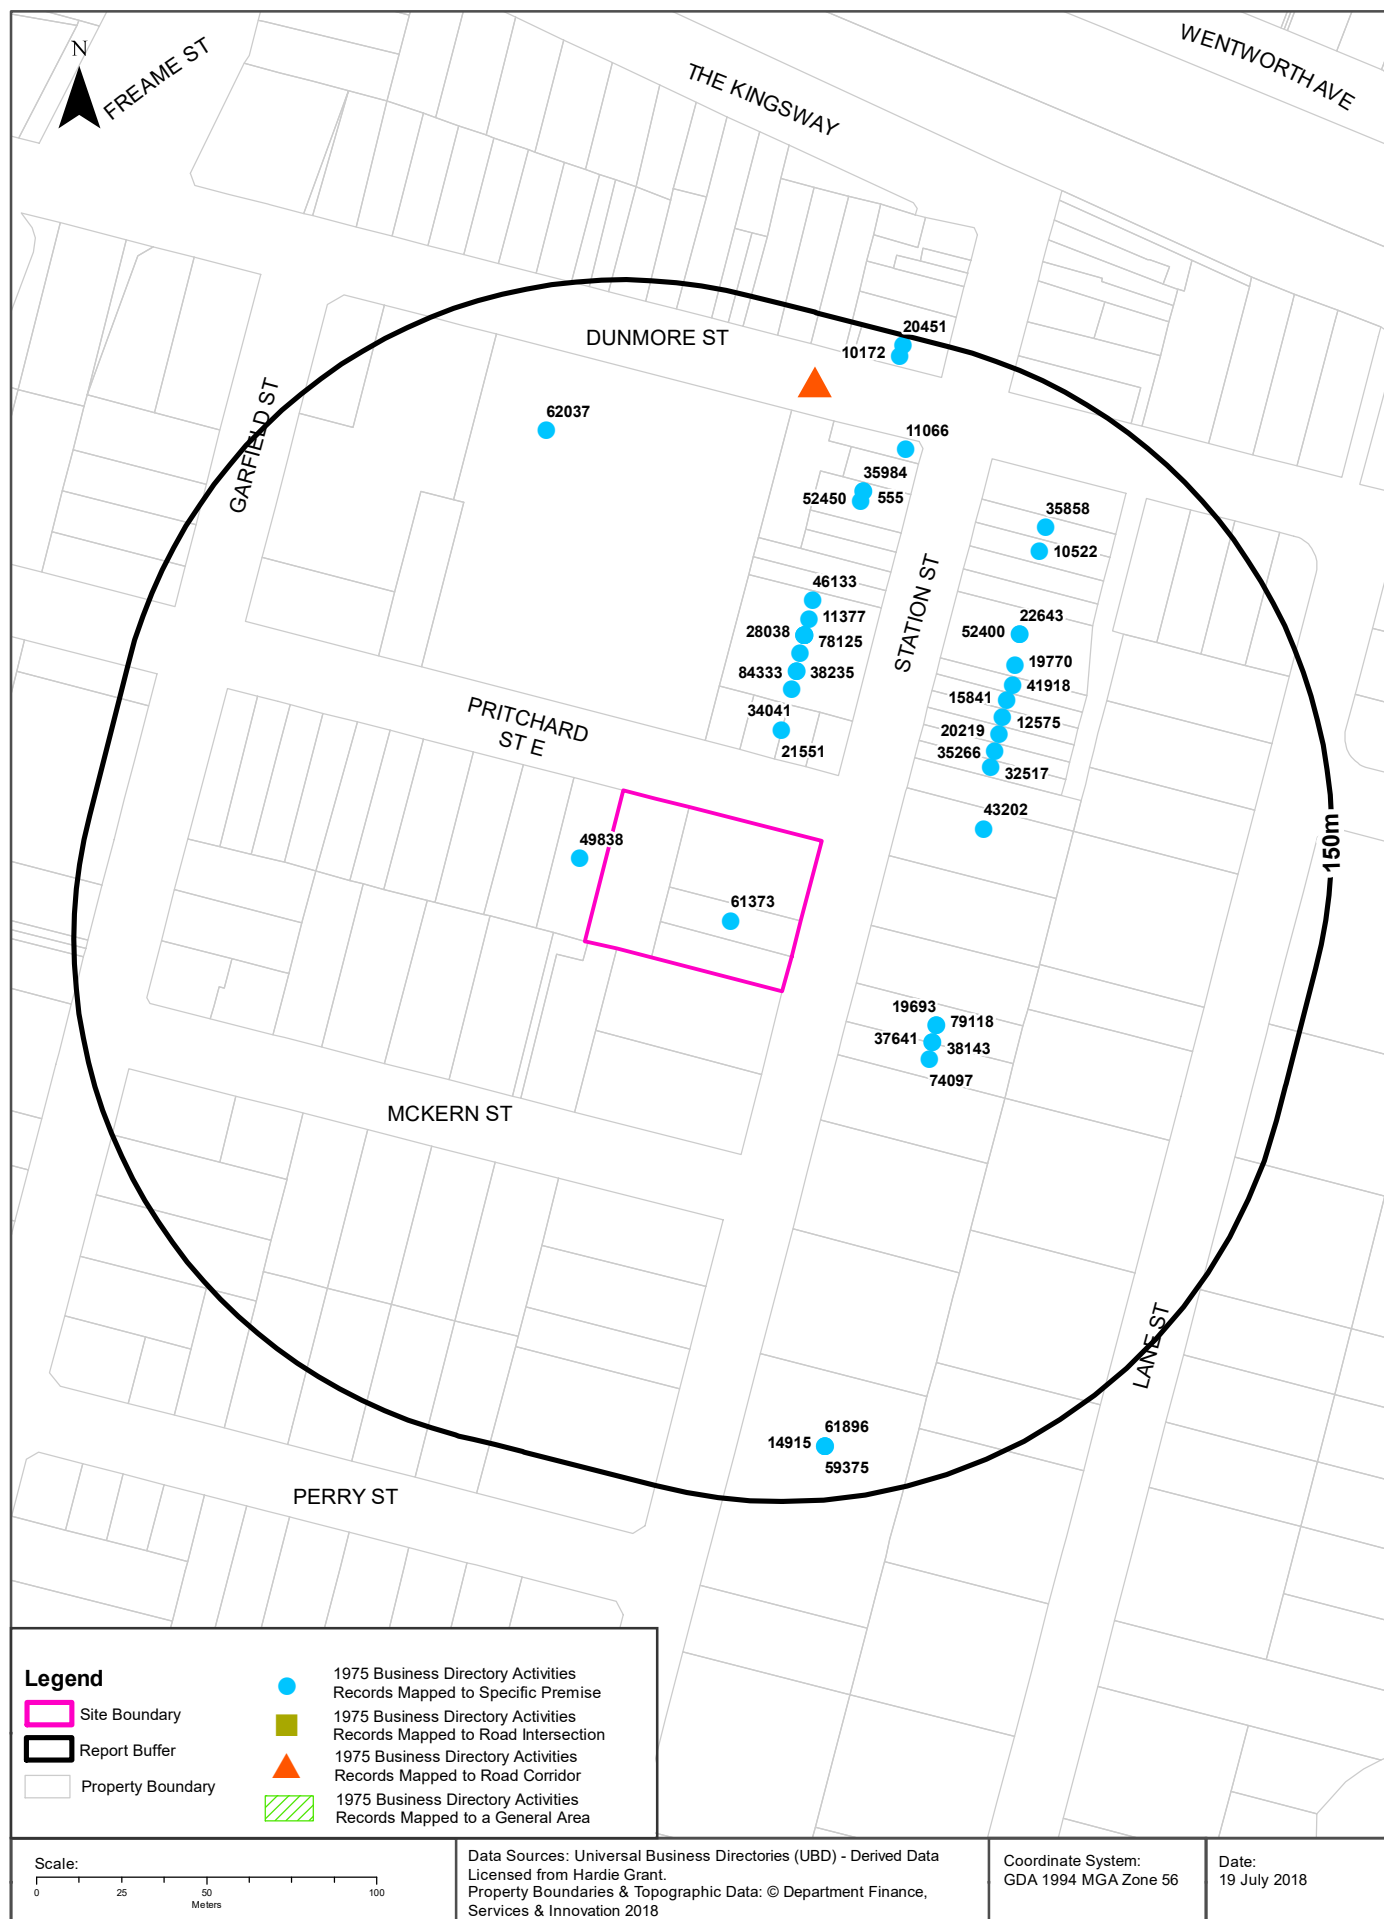 N
FREAME ST
THE KINGSWAY
WENTWORTH AVE
DUNMORE ST
20451
10172
62037
GARFIELD ST
11066
35984
52450
555
35858
10522
STATION ST
46133
11377
28038
78125
84333
38235
34041
21551
22643
52400
19770
41918
15841
12575
20219
35266
32517
43202
PRITCHARD
ST E
49838
61373
150m
19693
79118
37641
38143
74097
MCKERN ST
LANE ST
61896
14915
59375
PERRY ST
Legend
Site Boundary
Report Buffer
Property Boundary
1975 Business Directory Activities
Records Mapped to Specific Premise
1975 Business Directory Activities
Records Mapped to Road Intersection
1975 Business Directory Activities
Records Mapped to Road Corridor
1975 Business Directory Activities
Records Mapped to a General Area
Scale:
0 25 50 100
Meters
Data Sources: Universal Business Directories (UBD) - Derived Data
Licensed from Hardie Grant.
Property Boundaries & Topographic Data: © Department Finance,
Services & Innovation 2018
Coordinate System:
GDA 1994 MGA Zone 56
Date:
19 July 2018